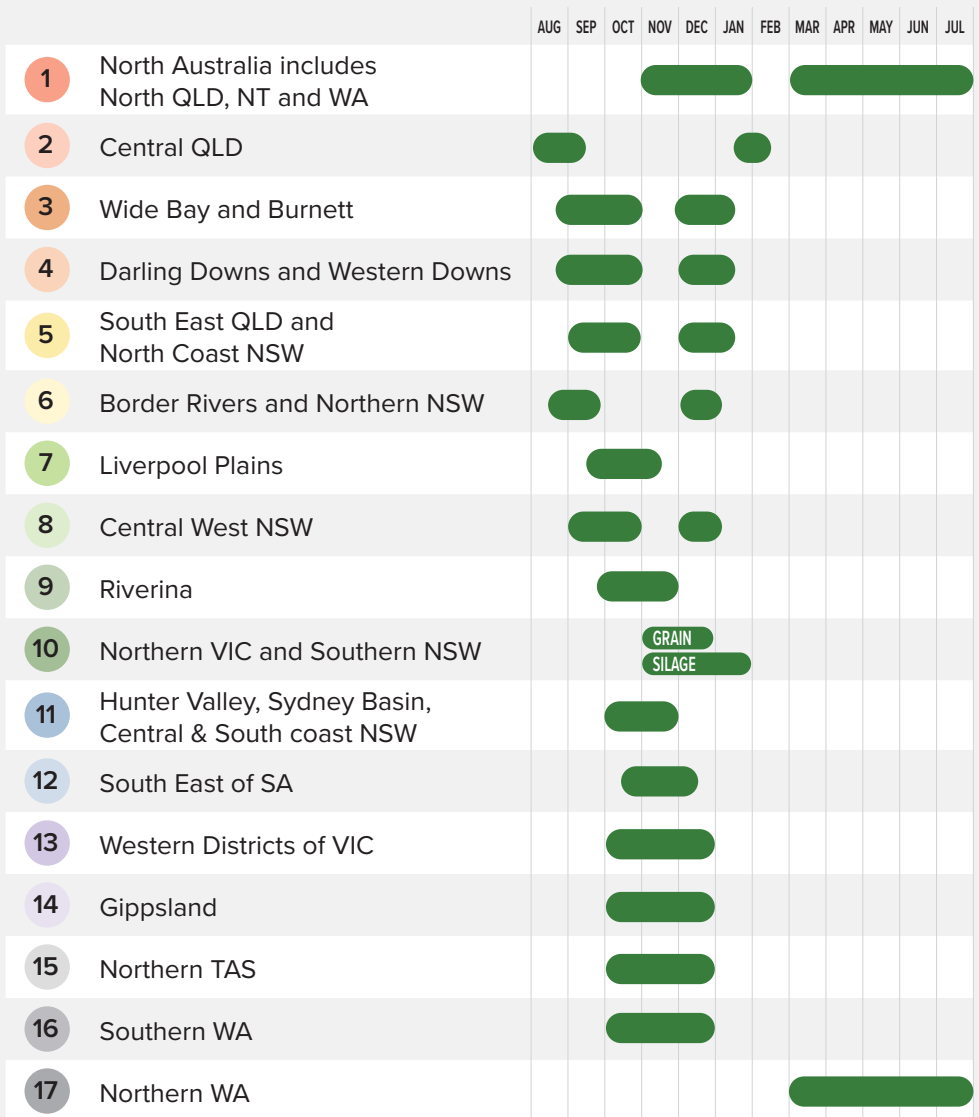 AUG SEP OCT NOV DEC JAN FEB MAR APR MAY JUN JUL
1 North Australia includes
North QLD, NT and WA
2 Central QLD
3 Wide Bay and Burnett
4 Darling Downs and Western Downs
5 South East QLD and
North Coast NSW
6 Border Rivers and Northern NSW
7 Liverpool Plains
8 Central West NSW
9 Riverina
10 Northern VIC and Southern NSW
GRAIN
SILAGE
11 Hunter Valley, Sydney Basin,
Central & South coast NSW
12 South East of SA
13 Western Districts of VIC
14 Gippsland
15 Northern TAS
16 Southern WA
17 Northern WA